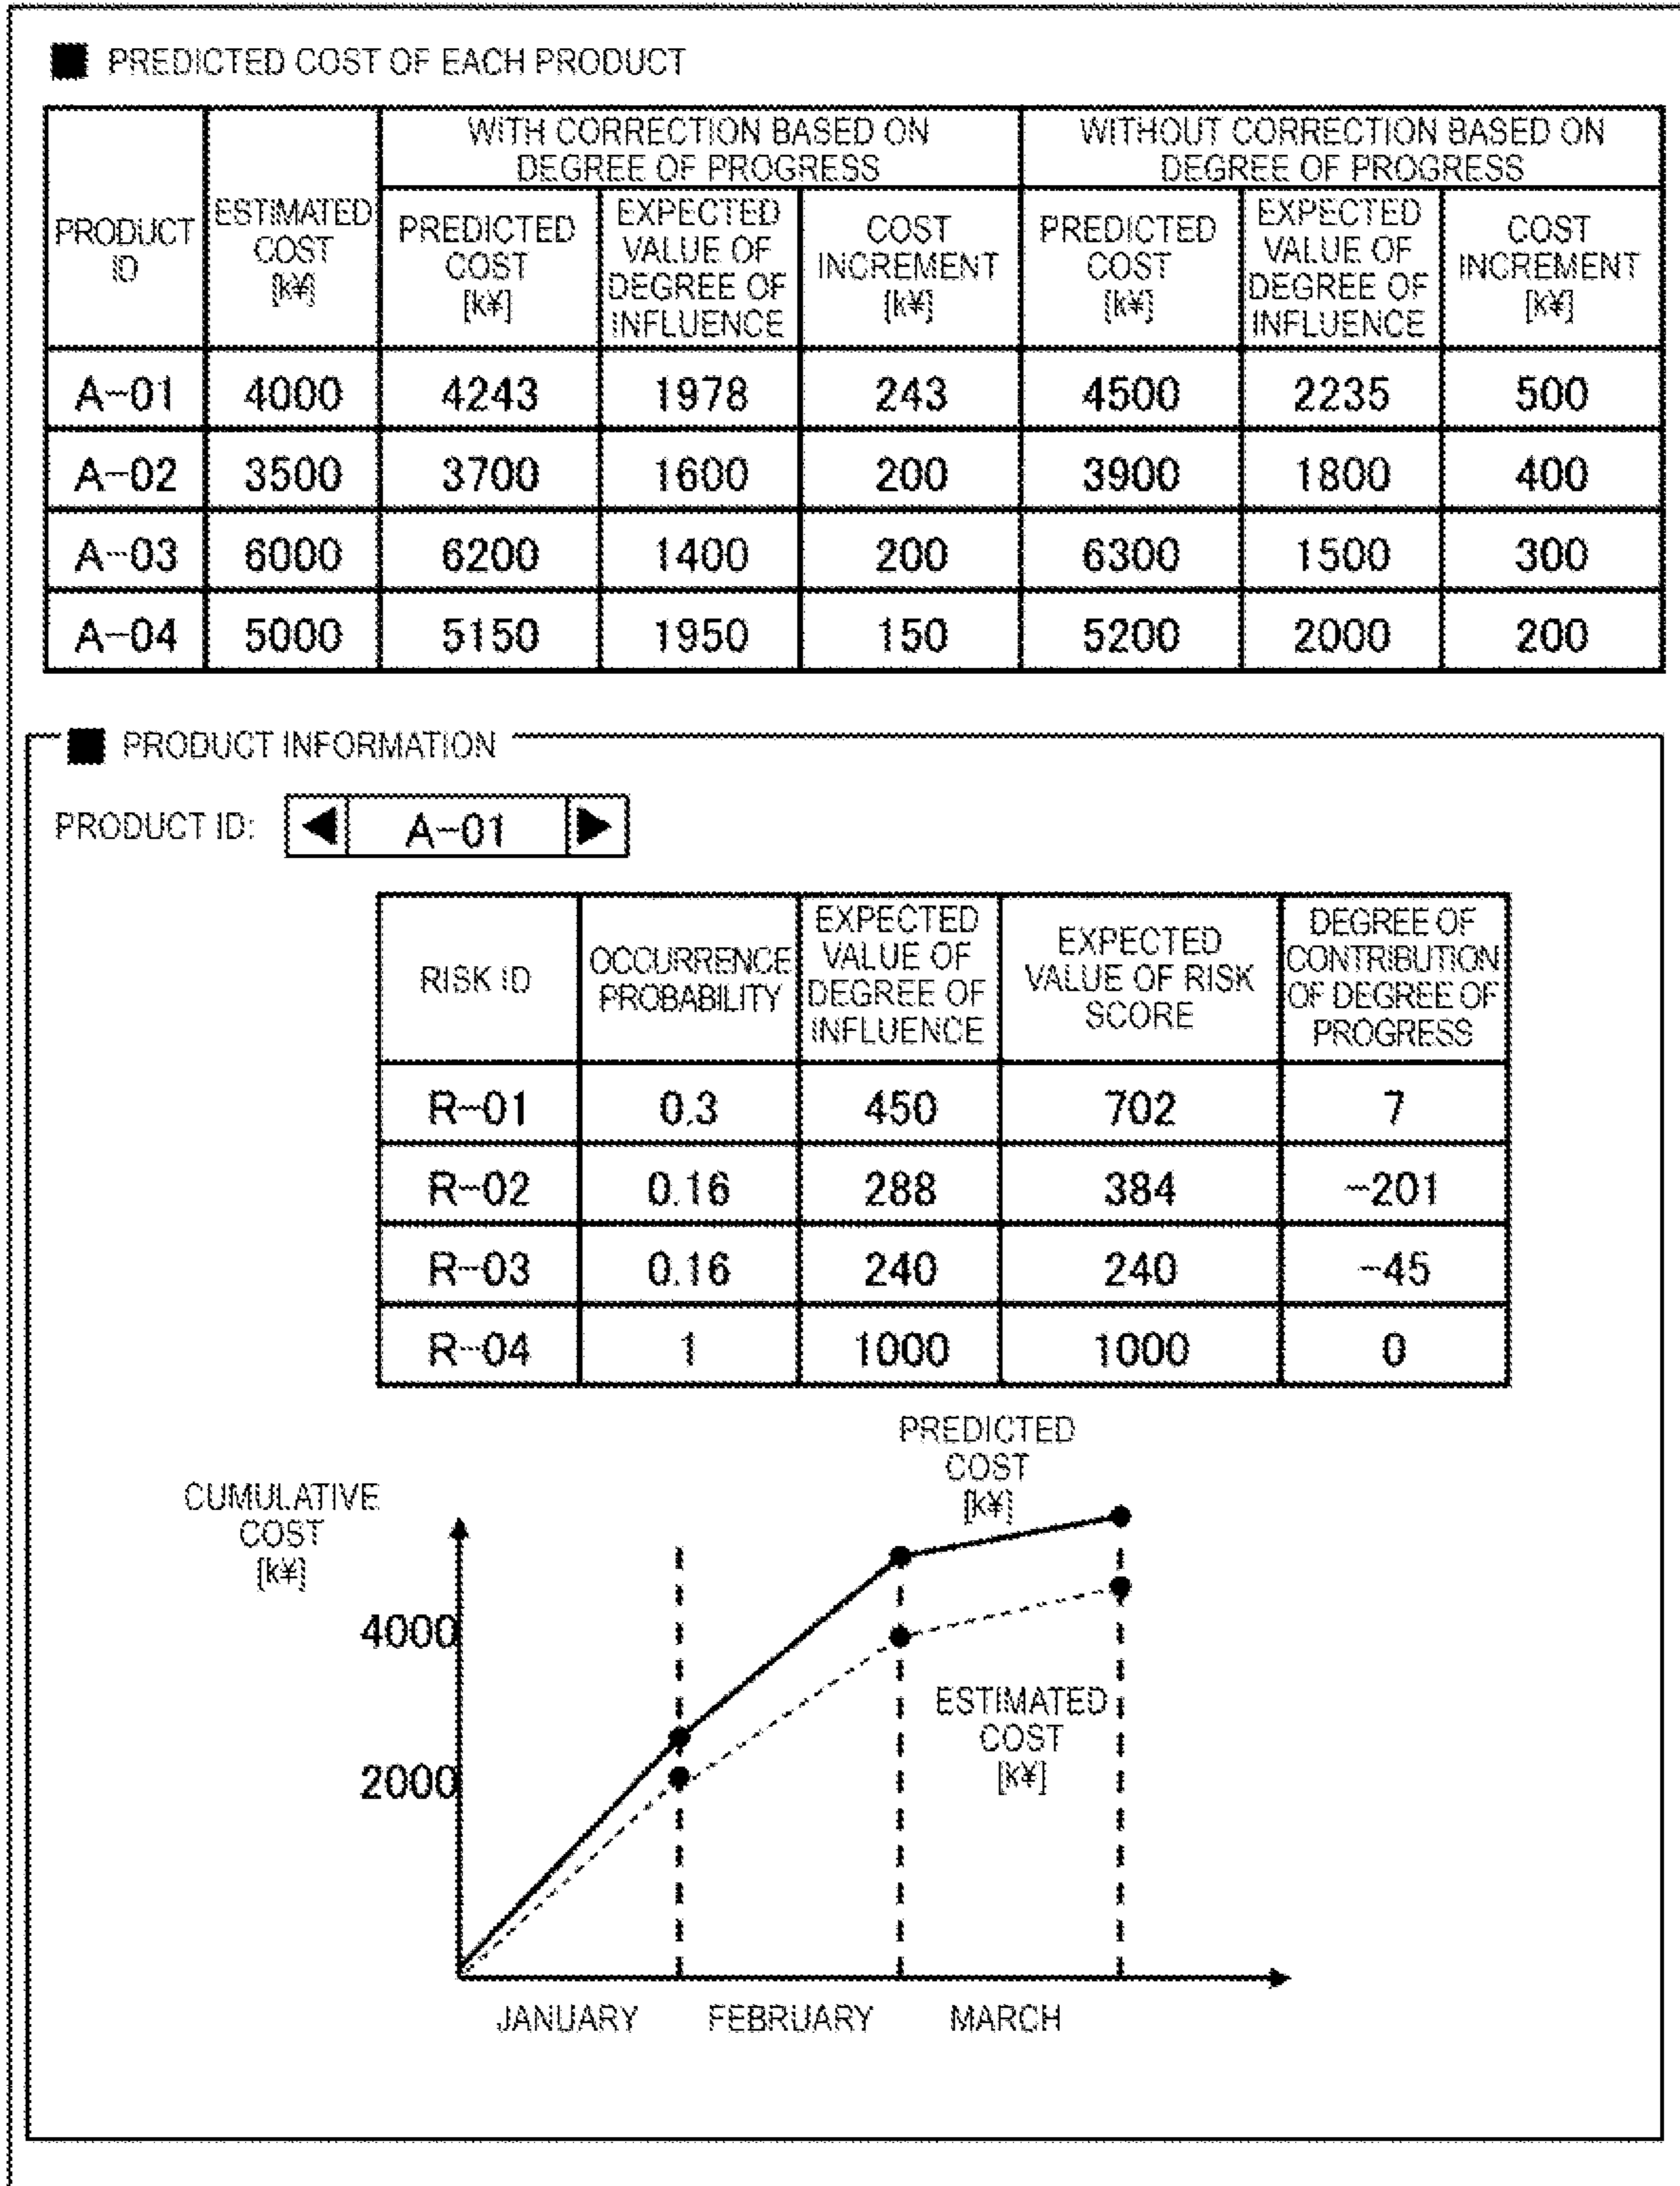 ■ PREDICTED COST OF EACH PRODUCT
PRODUCT
ID
ESTIMATED
COST
[k¥]
WITH CORRECTION BASED ON
DEGREE OF PROGRESS
WITHOUT CORRECTION BASED ON
DEGREE OF PROGRESS
PREDICTED
COST
[k¥]
EXPECTED
VALUE OF
DEGREE OF
INFLUENCE
COST
INCREMENT
[k¥]
PREDICTED
COST
[k¥]
EXPECTED
VALUE OF
DEGREE OF
INFLUENCE
COST
INCREMENT
[k¥]
A-01 4000 4243 1978 243 4500 2235 500
A-02 3500 3700 1600 200 3900 1800 400
A-03 6000 6200 1400 200 6300 1500 300
A-04 5000 5150 1950 150 5200 2000 200
■ PRODUCT INFORMATION
PRODUCT ID: ◀ A-01 ▶
RISK ID
OCCURRENCE
PROBABILITY
EXPECTED
VALUE OF
DEGREE OF
INFLUENCE
EXPECTED
VALUE OF RISK
SCORE
DEGREE OF
CONTRIBUTION
OF DEGREE OF
PROGRESS
R-01 0.3 450 702 7
R-02 0.16 288 384 -201
R-03 0.16 240 240 -45
R-04 1 1000 1000 0
PREDICTED
COST
[k¥]
CUMULATIVE
COST
[k¥]
4000
ESTIMATED
COST
[k¥]
2000
JANUARY FEBRUARY MARCH